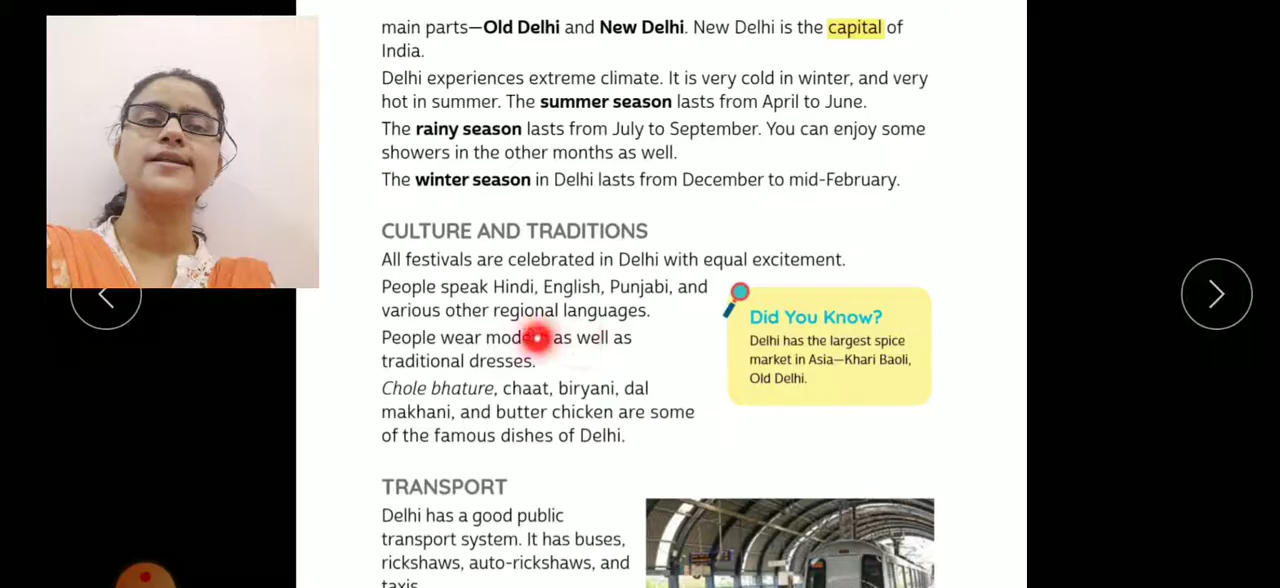 main parts—Old Delhi and New Delhi. New Delhi is the capital of
India.
Delhi experiences extreme climate. It is very cold in winter, and very
hot in summer. The summer season lasts from April to June.
The rainy season lasts from July to September. You can enjoy some
showers in the other months as well.
The winter season in Delhi lasts from December to mid-February.
CULTURE AND TRADITIONS
All festivals are celebrated in Delhi with equal excitement.
People speak Hindi, English, Punjabi, and
various other regional languages.
People wear modern as well as
traditional dresses.
Chole bhature, chaat, biryani, dal
makhani, and butter chicken are some
of the famous dishes of Delhi.
Did You Know?
Delhi has the largest spice
market in Asia—Khari Baoli,
Old Delhi.
TRANSPORT
Delhi has a good public
transport system. It has buses,
rickshaws, auto-rickshaws, and
taxis